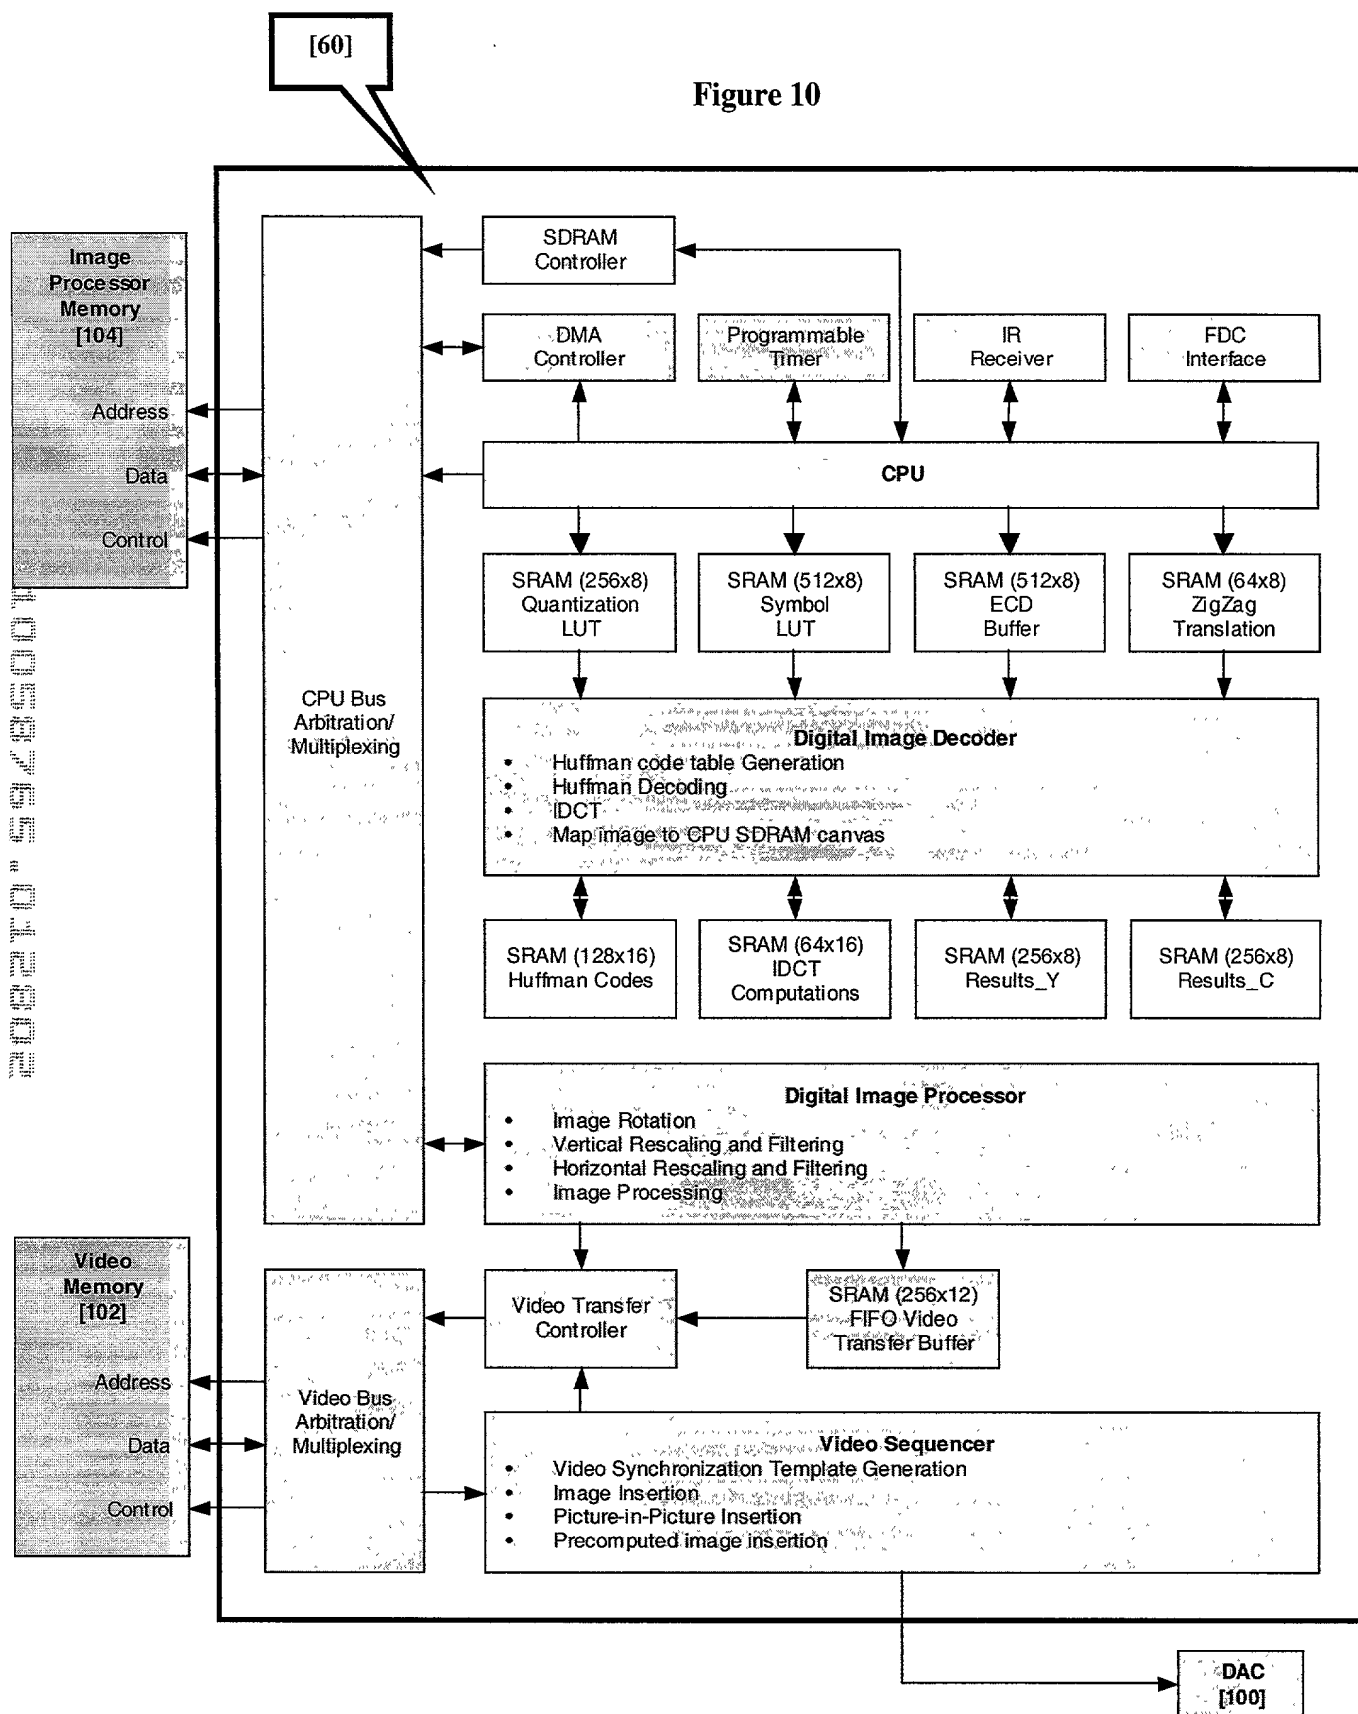 [60]
Figure 10
Image
Processor
Memory
[104]
Address
Data
Control
SDRAM
Controller
DMA
Controller
Programmable
Timer
IR
Receiver
FDC
Interface
CPU
SRAM (256x8)
Quantization
LUT
SRAM (512x8)
Symbol
LUT
SRAM (512x8)
ECD
Buffer
SRAM (64x8)
ZigZag
Translation
CPU Bus
Arbitration/
Multiplexing
Digital Image Decoder
• Huffman code table Generation
• Huffman Decoding
• IDCT
• Map image to CPU SDRAM canvas
SRAM (128x16)
Huffman Codes
SRAM (64x16)
IDCT
Computations
SRAM (256x8)
Results_Y
SRAM (256x8)
Results_C
Digital Image Processor
• Image Rotation
• Vertical Rescaling and Filtering
• Horizontal Rescaling and Filtering
• Image Processing
Video
Memory
[102]
Address
Data
Control
Video Bus
Arbitration/
Multiplexing
Video Transfer
Controller
SRAM (256x12)
FIFO Video
Transfer Buffer
Video Sequencer
• Video Synchronization Template Generation
• Image Insertion
• Picture-in-Picture Insertion
• Precomputed image insertion
DAC
[100]
10058765.012802